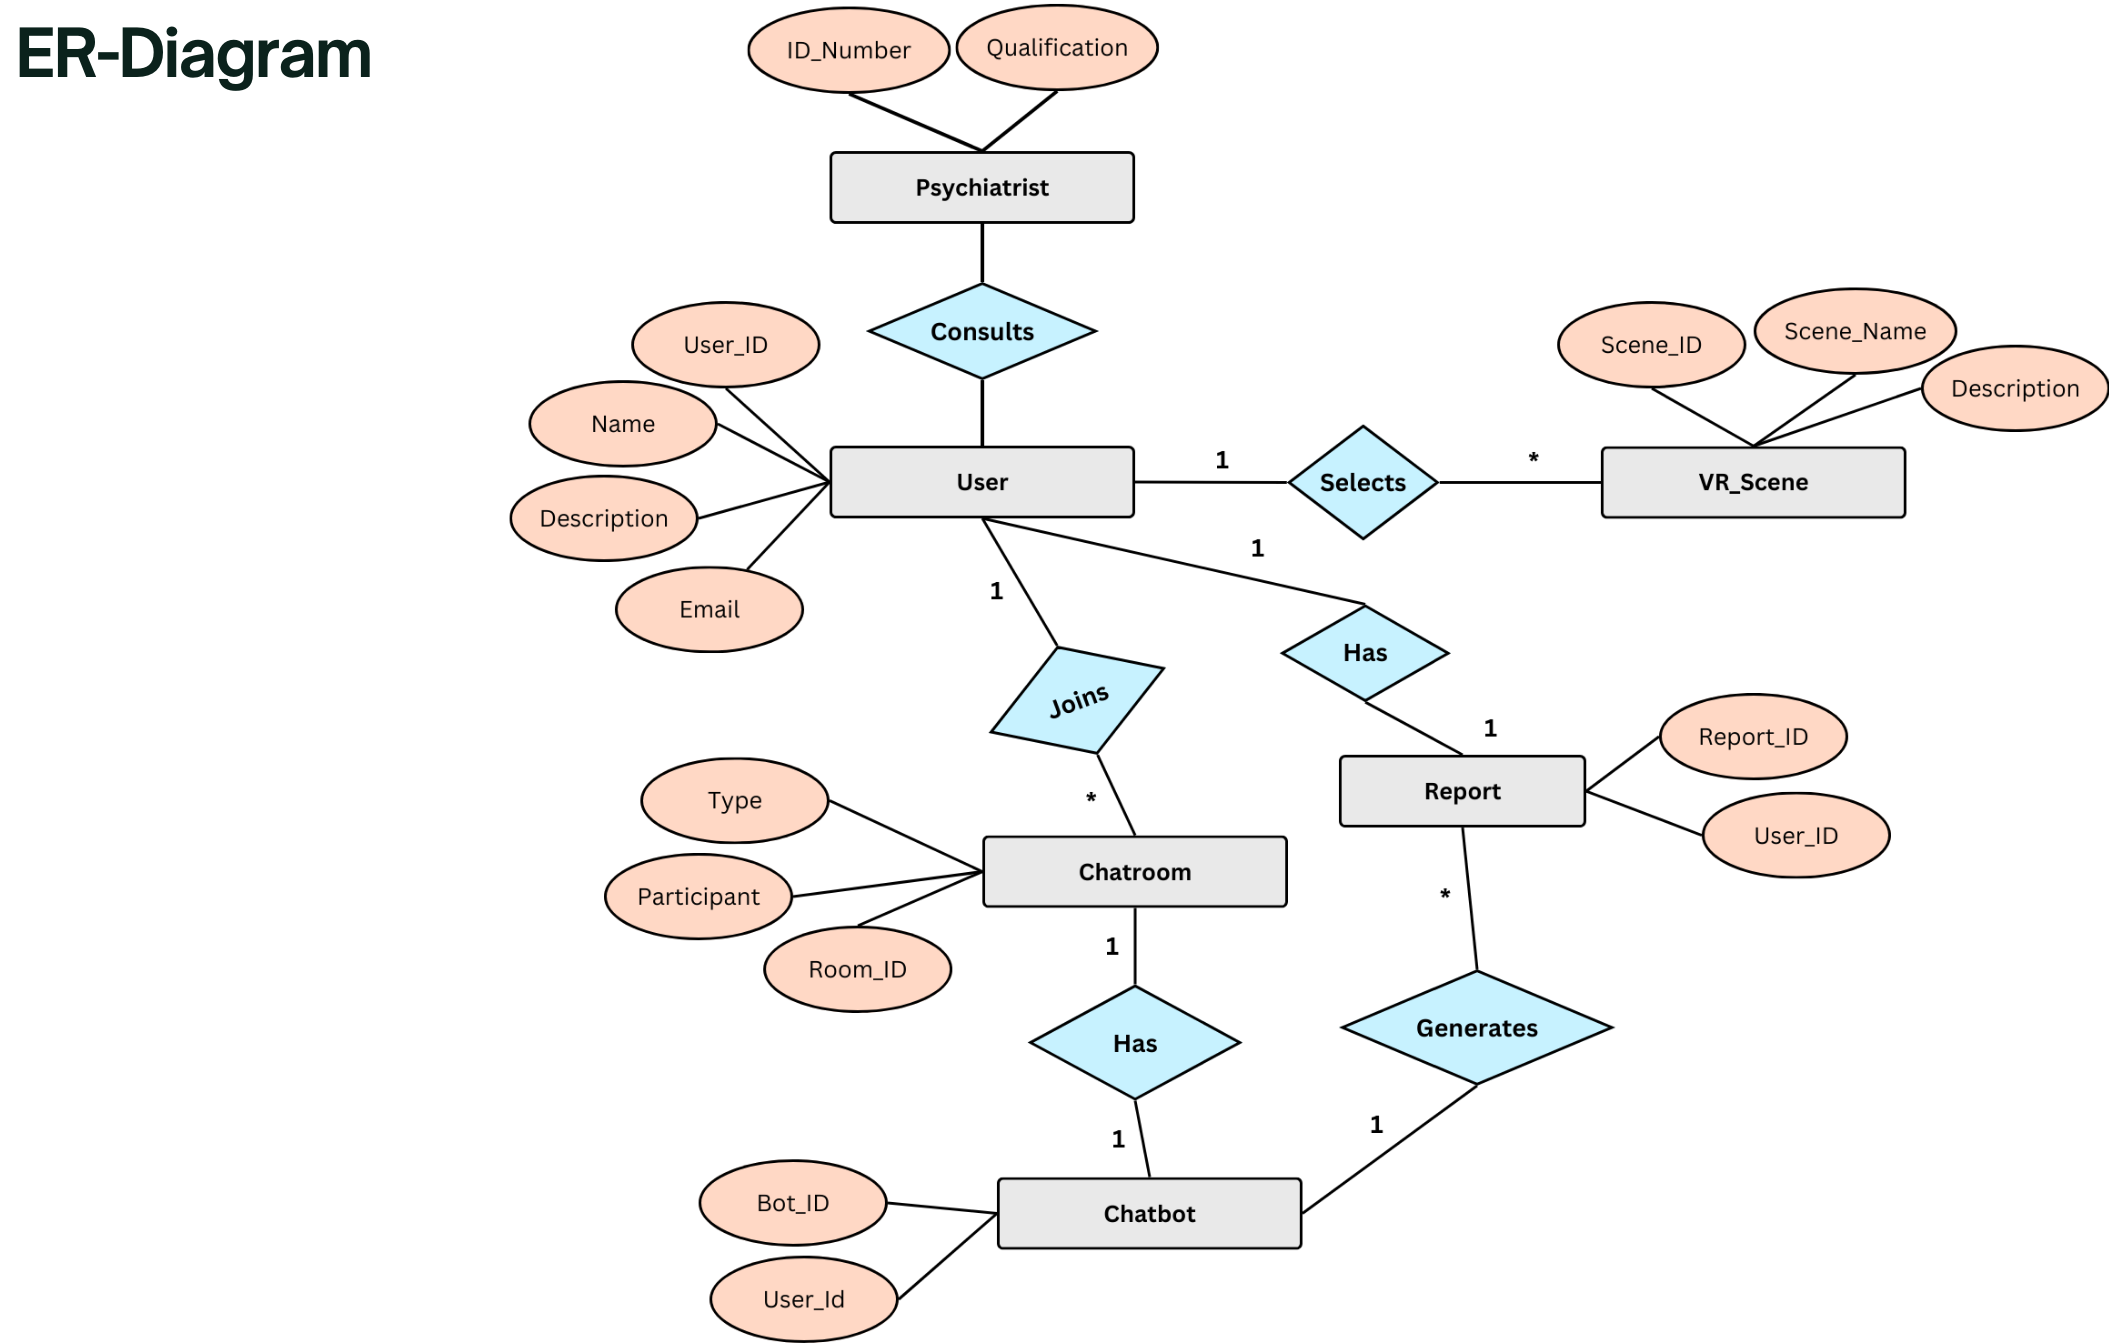 ER-Diagram
ID_Number
Qualification
Psychiatrist
Consults
User_ID
Name
Description
Email
User
1
Selects
*
Scene_ID
Scene_Name
Description
VR_Scene
1
1
Joins
Has
*
1
Report
Report_ID
User_ID
Type
Participant
Room_ID
Chatroom
1
*
Has
Generates
1
1
Bot_ID
User_Id
Chatbot